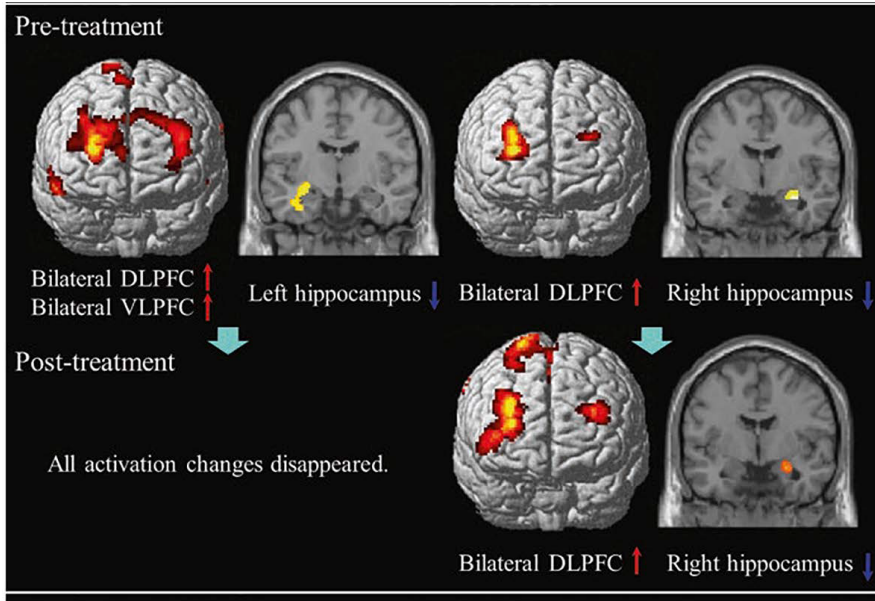 Pre-treatment
Bilateral DLPFC ↑
Bilateral VLPFC ↑
Left hippocampus ↓
Bilateral DLPFC ↑
Right hippocampus ↓
Post-treatment
All activation changes disappeared.
Bilateral DLPFC ↑
Right hippocampus ↓